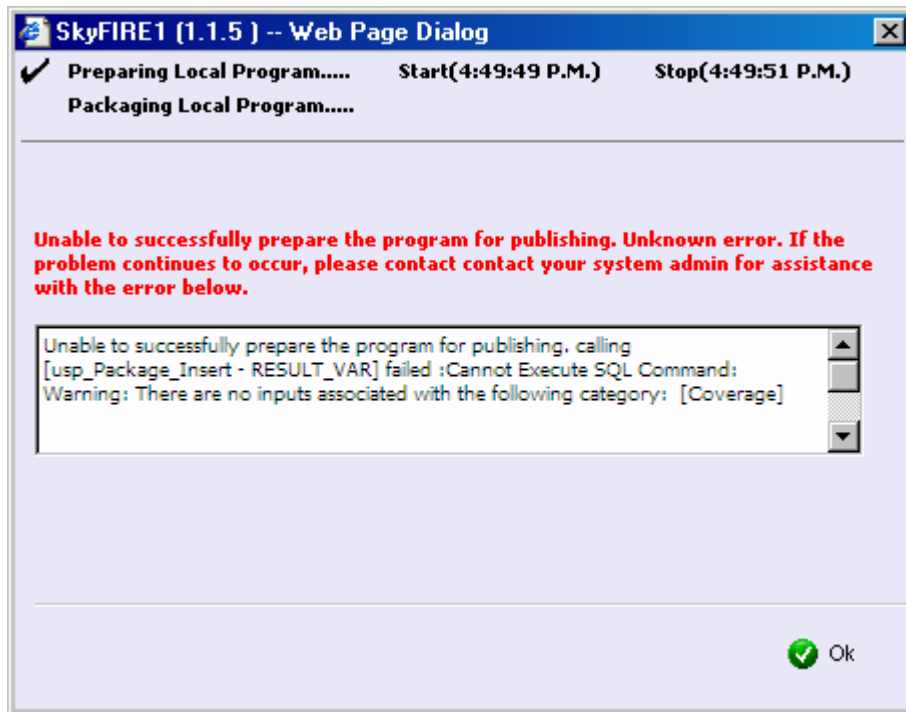 SkyFIRE1 (1.1.5 ) -- Web Page Dialog
Preparing Local Program..... Start(4:49:49 P.M.) Stop(4:49:51 P.M.)
Packaging Local Program.....
Unable to successfully prepare the program for publishing. Unknown error. If the
problem continues to occur, please contact contact your system admin for assistance
with the error below.
Unable to successfully prepare the program for publishing. calling
[usp_Package_Insert - RESULT_VAR] failed :Cannot Execute SQL Command:
Warning: There are no inputs associated with the following category:  [Coverage]
Ok